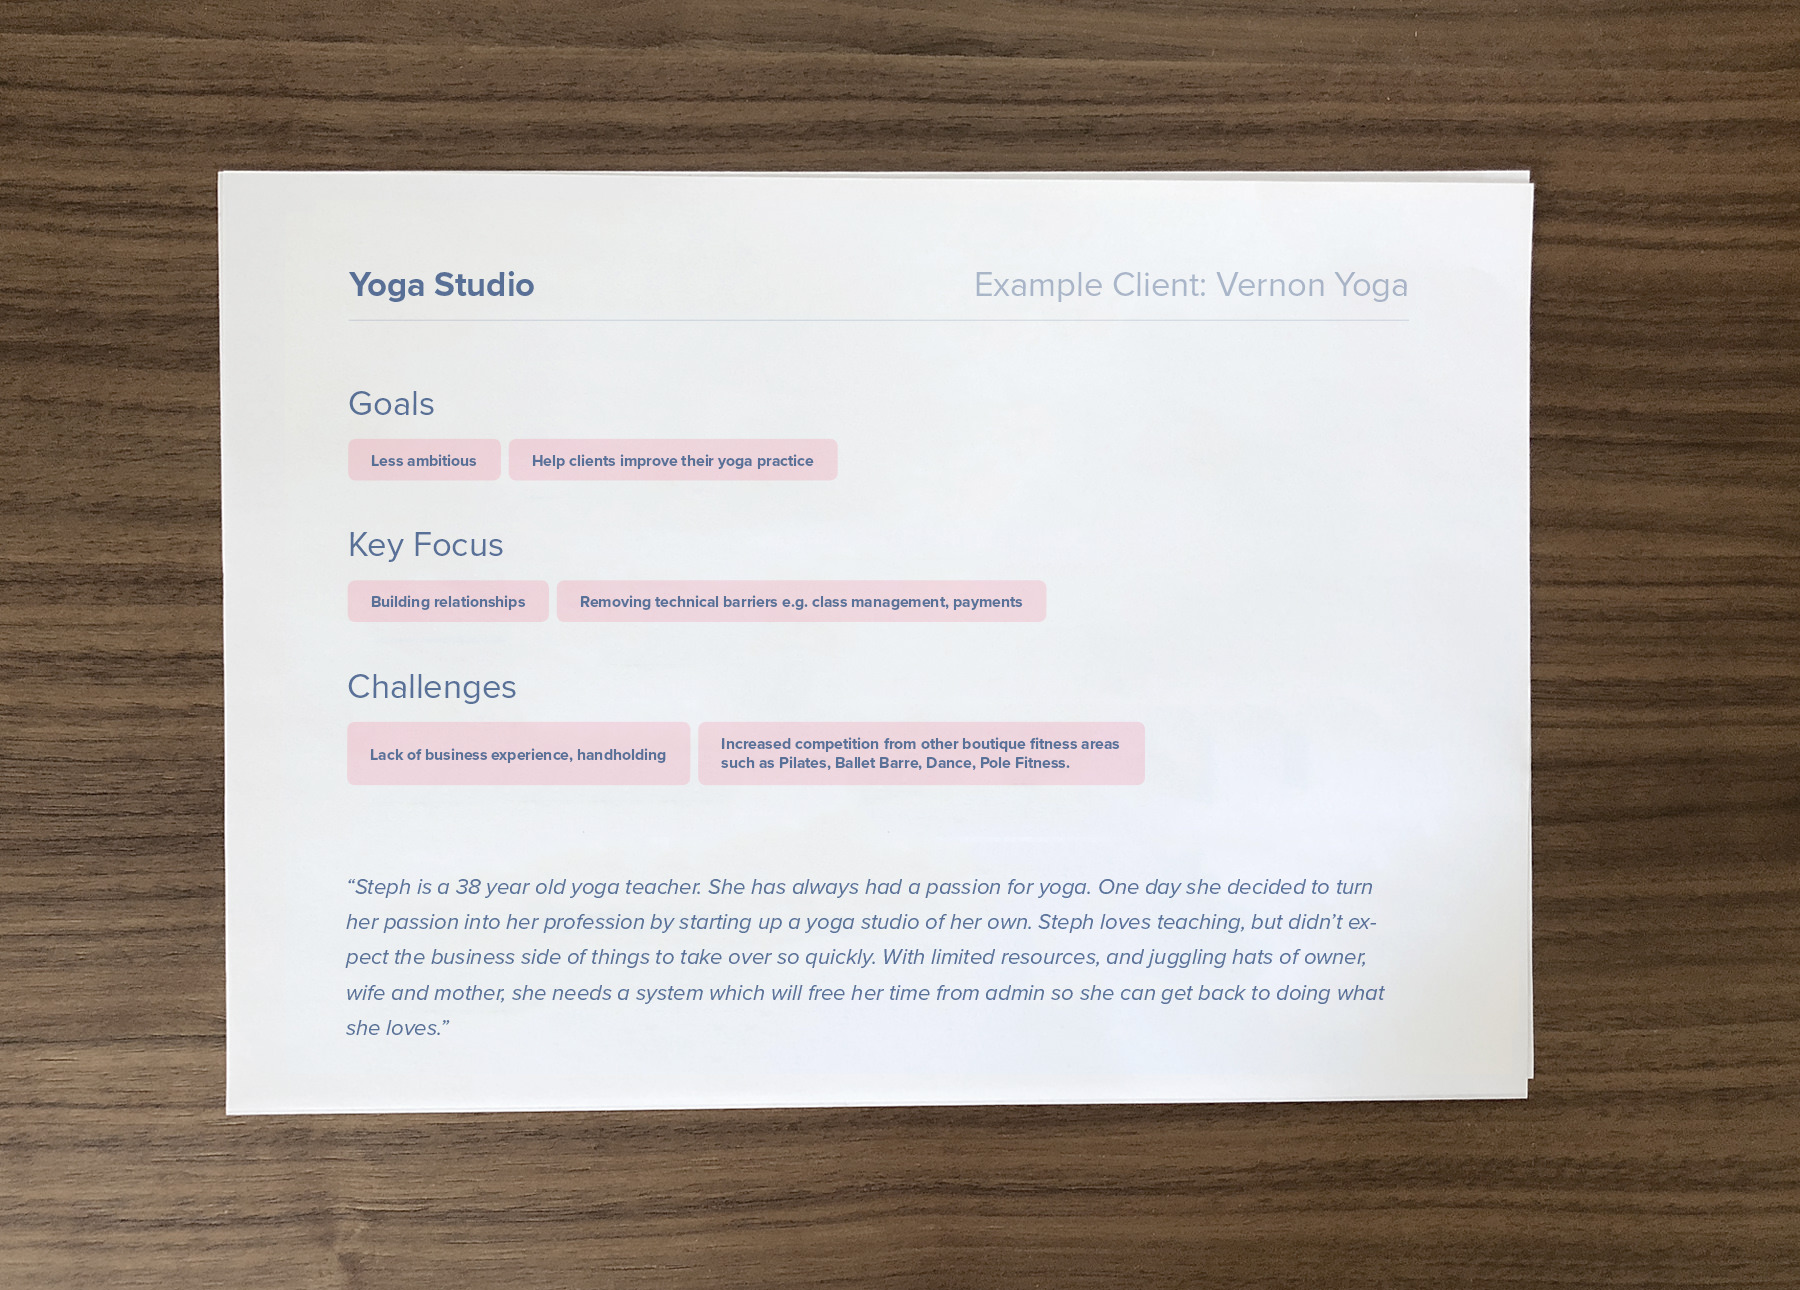 Yoga Studio
Example Client: Vernon Yoga
Goals
Less ambitious
Help clients improve their yoga practice
Key Focus
Building relationships
Removing technical barriers e.g. class management, payments
Challenges
Lack of business experience, handholding
Increased competition from other boutique fitness areas
such as Pilates, Ballet Barre, Dance, Pole Fitness.
“Steph is a 38 year old yoga teacher. She has always had a passion for yoga. One day she decided to turn
her passion into her profession by starting up a yoga studio of her own. Steph loves teaching, but didn’t ex-
pect the business side of things to take over so quickly. With limited resources, and juggling hats of owner,
wife and mother, she needs a system which will free her time from admin so she can get back to doing what
she loves.”